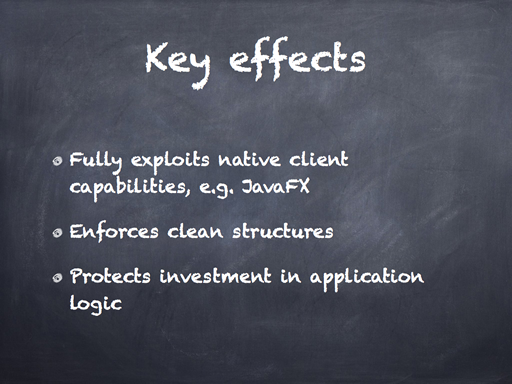 Key effects
Fully exploits native client
capabilities, e.g. JavaFX
Enforces clean structures
Protects investment in application
logic